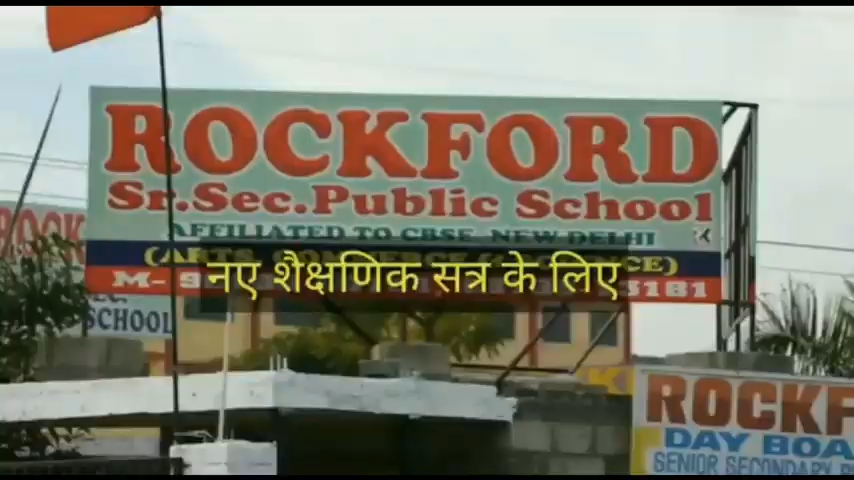 ROCKFORD
Sr.Sec.Public School
AFFILIATED TO CBSE, NEW DELHI
नए शैक्षणिक सत्र के लिए
ROOK
SCHOOL
ROCKF
DAY BOA
SENIOR SECONDARY